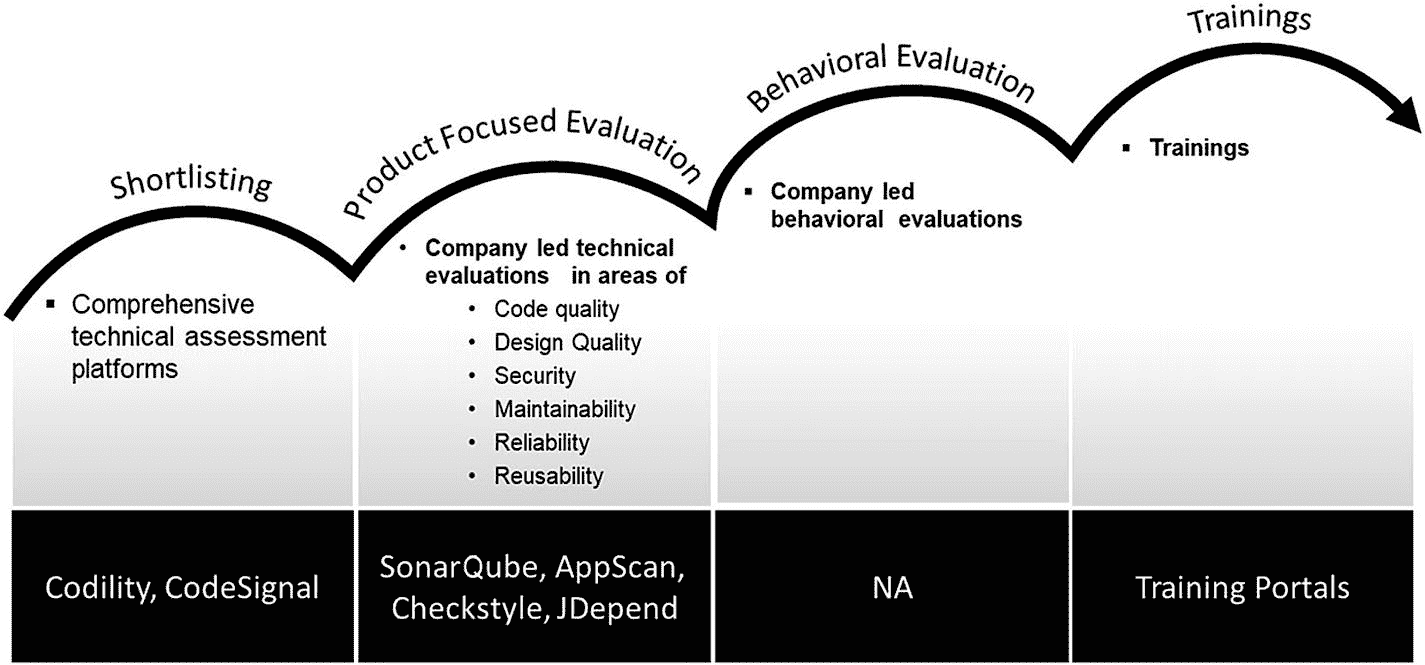 Shortlisting
Product Focused Evaluation
Behavioral Evaluation
Trainings
▪ Comprehensive
technical assessment
platforms
• Company led technical
evaluations in areas of
• Code quality
• Design Quality
• Security
• Maintainability
• Reliability
• Reusability
▪ Company led
behavioral evaluations
▪ Trainings
Codility, CodeSignal
SonarQube, AppScan,
Checkstyle, JDepend
NA
Training Portals